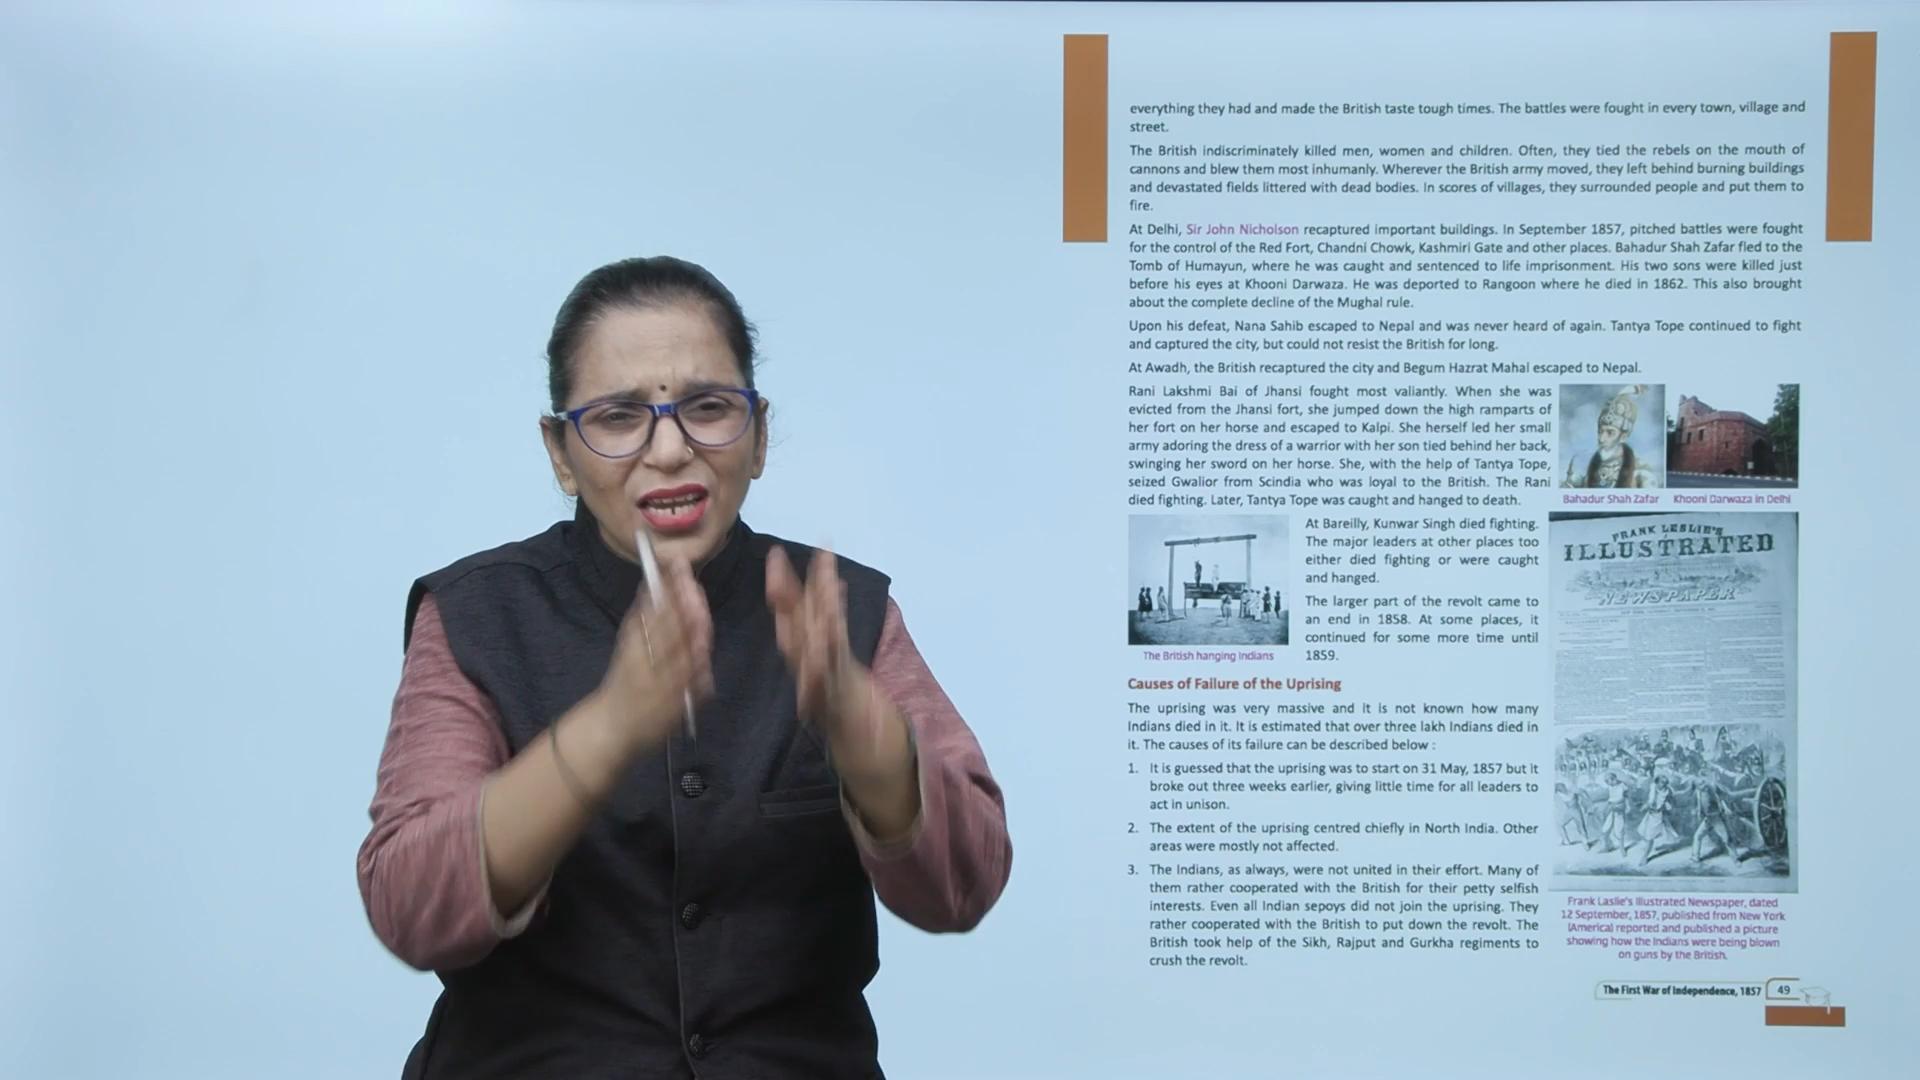 everything they had and made the British taste tough times. The battles were fought in every town, village and
street.
The British indiscriminately killed men, women and children. Often, they tied the rebels on the mouth of
cannons and blew them most inhumanly. Wherever the British army moved, they left behind burning buildings
and devastated fields littered with dead bodies. In scores of villages, they surrounded people and put them to
fire.
At Delhi, Sir John Nicholson recaptured important buildings. In September 1857, pitched battles were fought
for the control of the Red Fort, Chandni Chowk, Kashmiri Gate and other places. Bahadur Shah Zafar fled to the
Tomb of Humayun, where he was caught and sentenced to life imprisonment. His two sons were killed just
before his eyes at Khooni Darwaza. He was deported to Rangoon where he died in 1862. This also brought
about the complete decline of the Mughal rule.
Upon his defeat, Nana Sahib escaped to Nepal and was never heard of again. Tantya Tope continued to fight
and captured the city, but could not resist the British for long.
At Awadh, the British recaptured the city and Begum Hazrat Mahal escaped to Nepal.
Rani Lakshmi Bai of Jhansi fought most valiantly. When she was
evicted from the Jhansi fort, she jumped down the high ramparts of
her fort on her horse and escaped to Kalpi. She herself led her small
army adoring the dress of a warrior with her son tied behind her back,
swinging her sword on her horse. She, with the help of Tantya Tope,
seized Gwalior from Scindia who was loyal to the British. The Rani
died fighting. Later, Tantya Tope was caught and hanged to death.
Bahadur Shah Zafar
Khooni Darwaza in Delhi
At Bareilly, Kunwar Singh died fighting.
The major leaders at other places too
either died fighting or were caught
and hanged.
The larger part of the revolt came to
an end in 1858. At some places, it
continued for some more time until
1859.
The British hanging Indians
FRANK LESLIE'S
ILLUSTRATED
NEWSPAPER
Causes of Failure of the Uprising
The uprising was very massive and it is not known how many
Indians died in it. It is estimated that over three lakh Indians died in
it. The causes of its failure can be described below :
1. It is guessed that the uprising was to start on 31 May, 1857 but it
broke out three weeks earlier, giving little time for all leaders to
act in unison.
2. The extent of the uprising centred chiefly in North India. Other
areas were mostly not affected.
3. The Indians, as always, were not united in their effort. Many of
them rather cooperated with the British for their petty selfish
interests. Even all Indian sepoys did not join the uprising. They
rather cooperated with the British to put down the revolt. The
British took help of the Sikh, Rajput and Gurkha regiments to
crush the revolt.
Frank Laslie's Illustrated Newspaper, dated
12 September, 1857, published from New York
(America) reported and published a picture
showing how the Indians were being blown
on guns by the British.
The First War of Independence, 1857
49